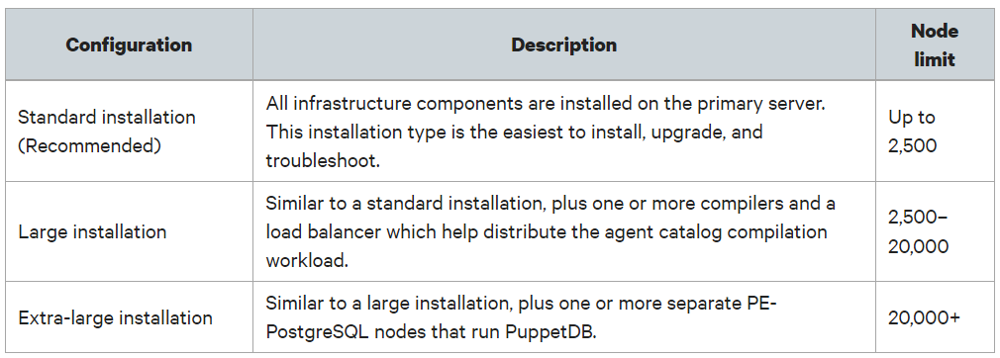 Configuration
Description
Node
limit
Standard installation
(Recommended)
All infrastructure components are installed on the primary server.
This installation type is the easiest to install, upgrade, and
troubleshoot.
Up to
2,500
Large installation
Similar to a standard installation, plus one or more compilers and a
load balancer which help distribute the agent catalog compilation
workload.
2,500–
20,000
Extra-large installation
Similar to a large installation, plus one or more separate PE-
PostgreSQL nodes that run PuppetDB.
20,000+